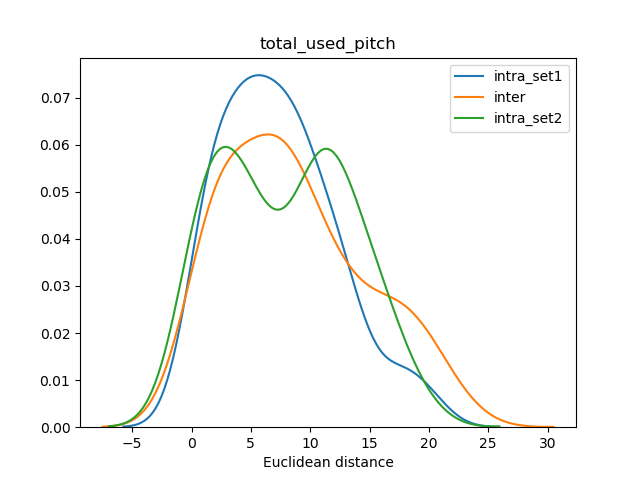 total_used_pitch
intra_set1
inter
intra_set2
0.07
0.06
0.05
0.04
0.03
0.02
0.01
0.00
−5 0 5 10 15 20 25 30
Euclidean distance